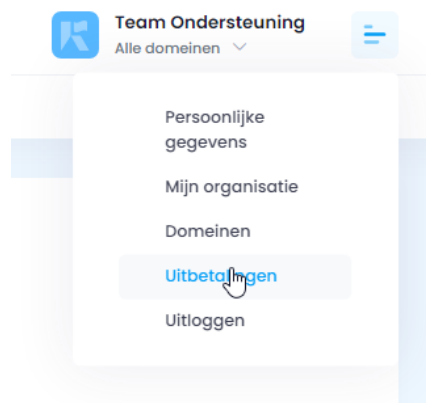 Team Ondersteuning
Alle domeinen
Persoonlijke
gegevens
Mijn organisatie
Domeinen
Uitbetalingen
Uitloggen